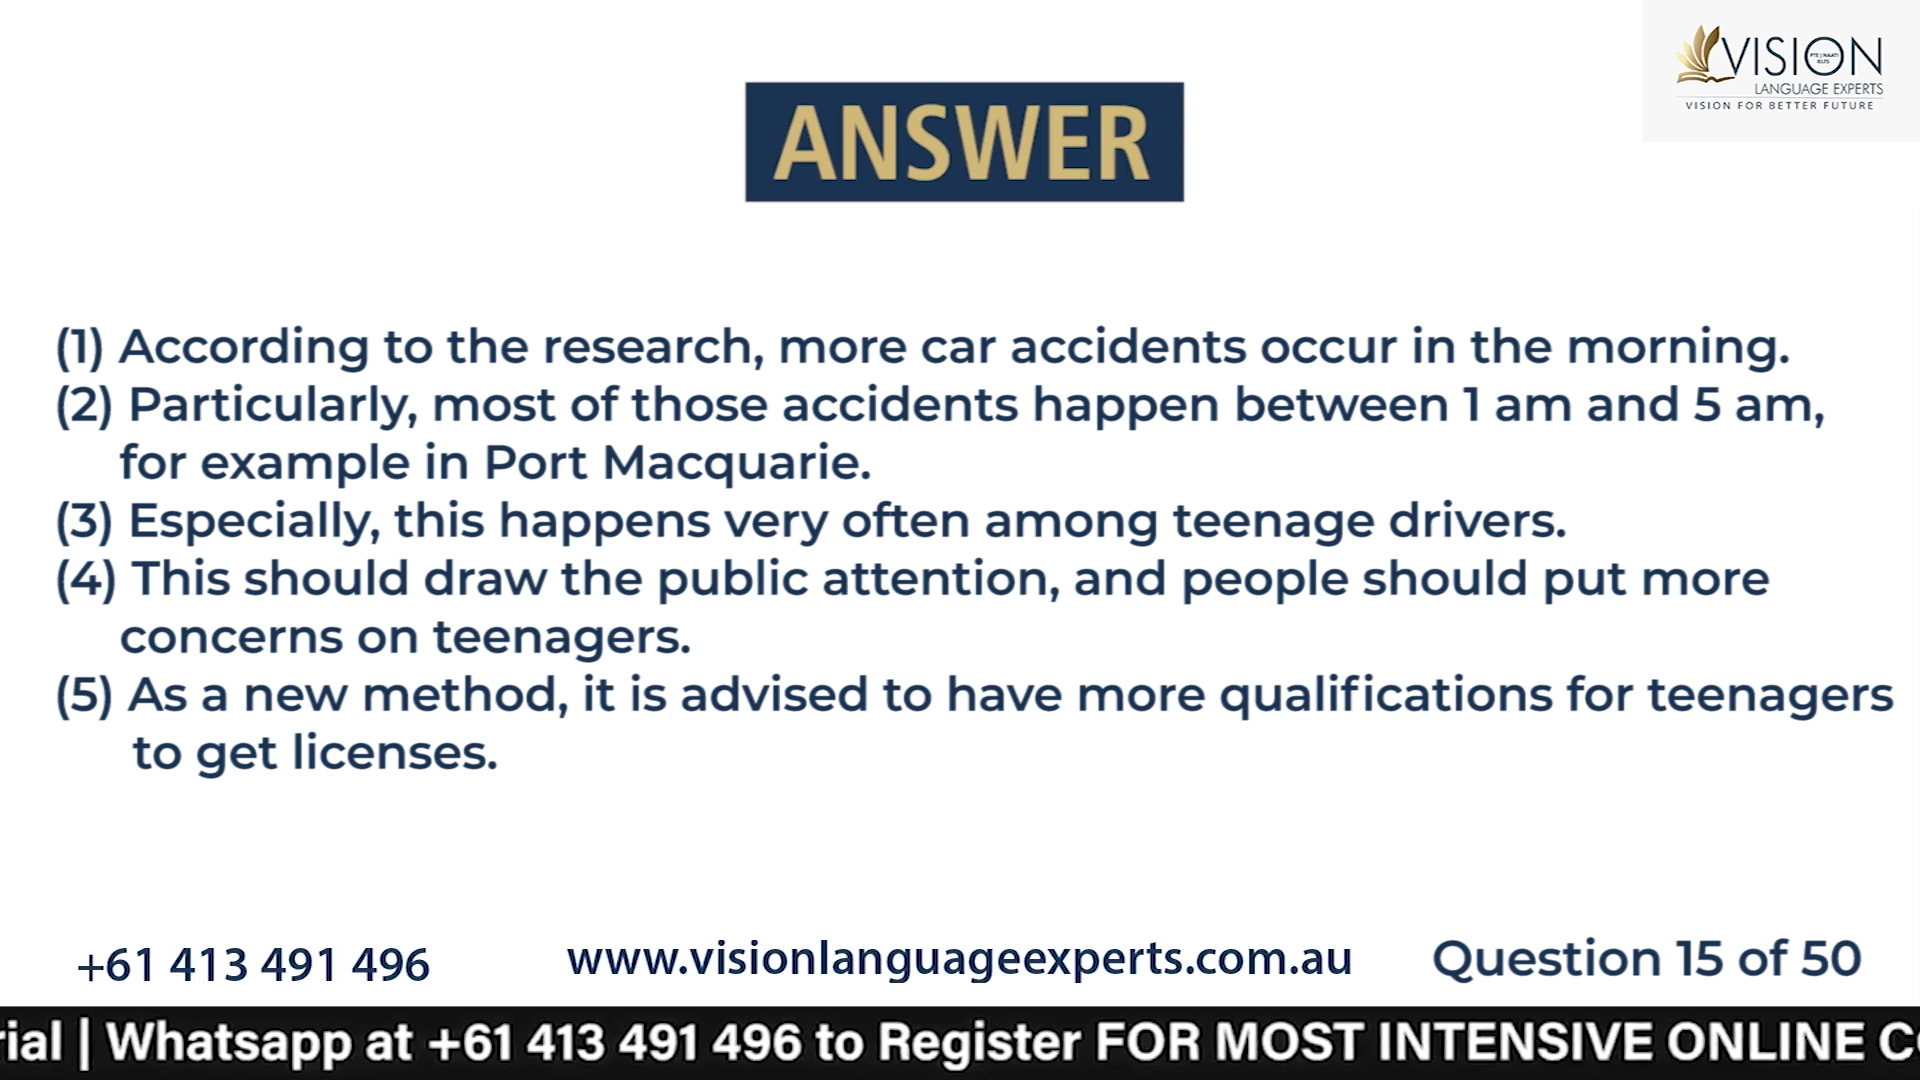 VISION
LANGUAGE EXPERTS
VISION FOR BETTER FUTURE
ANSWER
(1) According to the research, more car accidents occur in the morning.
(2) Particularly, most of those accidents happen between 1 am and 5 am,
for example in Port Macquarie.
(3) Especially, this happens very often among teenage drivers.
(4) This should draw the public attention, and people should put more
concerns on teenagers.
(5) As a new method, it is advised to have more qualifications for teenagers
to get licenses.
+61 413 491 496
www.visionlanguageexperts.com.au
Question 15 of 50
| Whatsapp at +61 413 491 496 to Register FOR MOST INTENSIVE ONLINE